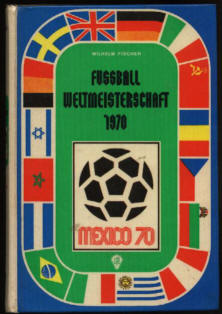 WILHELM FISCHER
FUSSBALL
WELTMEISTERSCHAFT
1970
MEXICO 70